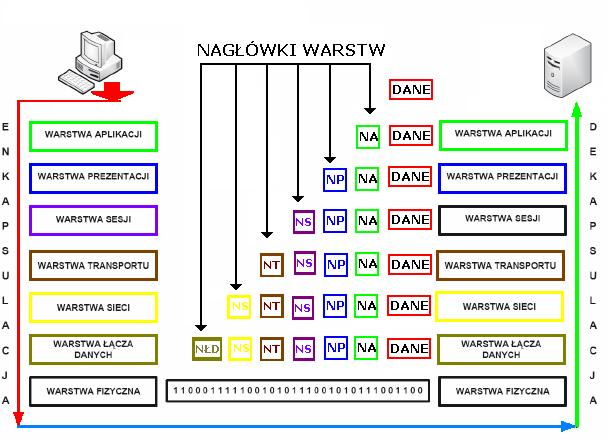 NAGŁÓWKI WARSTW
DANE
ENKAPSULACJA
DEKAPSULACJA
WARSTWA APLIKACJI
NA DANE
WARSTWA APLIKACJI
WARSTWA PREZENTACJI
NP NA DANE
WARSTWA PREZENTACJI
WARSTWA SESJI
NS NP NA DANE
WARSTWA SESJI
WARSTWA TRANSPORTU
NT NS NP NA DANE
WARSTWA TRANSPORTU
WARSTWA SIECI
NS NT NS NP NA DANE
WARSTWA SIECI
WARSTWA ŁĄCZA
DANYCH
NŁD NS NT NS NP NA DANE
WARSTWA ŁĄCZA
DANYCH
WARSTWA FIZYCZNA
1100011111001010111001010111001100
WARSTWA FIZYCZNA